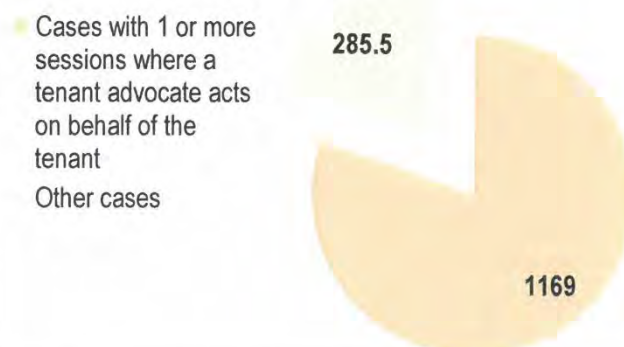 Cases with 1 or more
sessions where a
tenant advocate acts
on behalf of the
tenant
Other cases
285.5
1169